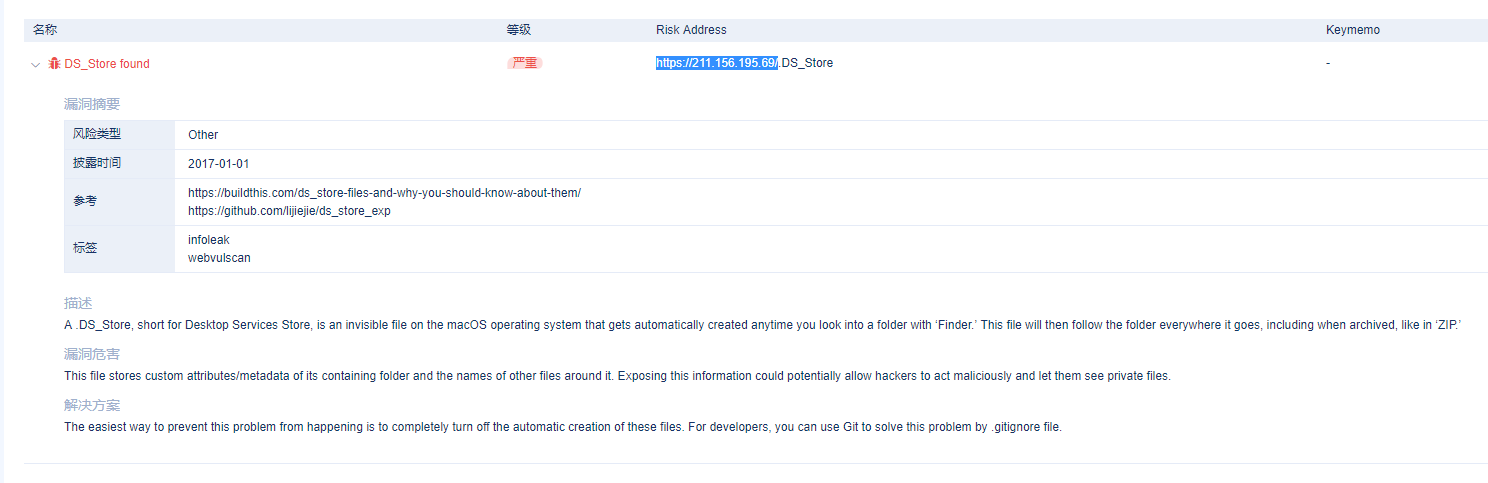 名称 等级 Risk Address Keymemo
DS_Store found 严重 https://211.156.195.69/.DS_Store -
漏洞摘要
风险类型 Other
披露时间 2017-01-01
参考 https://buildthis.com/ds_store-files-and-why-you-should-know-about-them/
https://github.com/lijiejie/ds_store_exp
标签 infoleak
webvulscan
描述
A .DS_Store, short for Desktop Services Store, is an invisible file on the macOS operating system that gets automatically created anytime you look into a folder with ‘Finder.’ This file will then follow the folder everywhere it goes, including when archived, like in ‘ZIP.’
漏洞危害
This file stores custom attributes/metadata of its containing folder and the names of other files around it. Exposing this information could potentially allow hackers to act maliciously and let them see private files.
解决方案
The easiest way to prevent this problem from happening is to completely turn off the automatic creation of these files. For developers, you can use Git to solve this problem by .gitignore file.